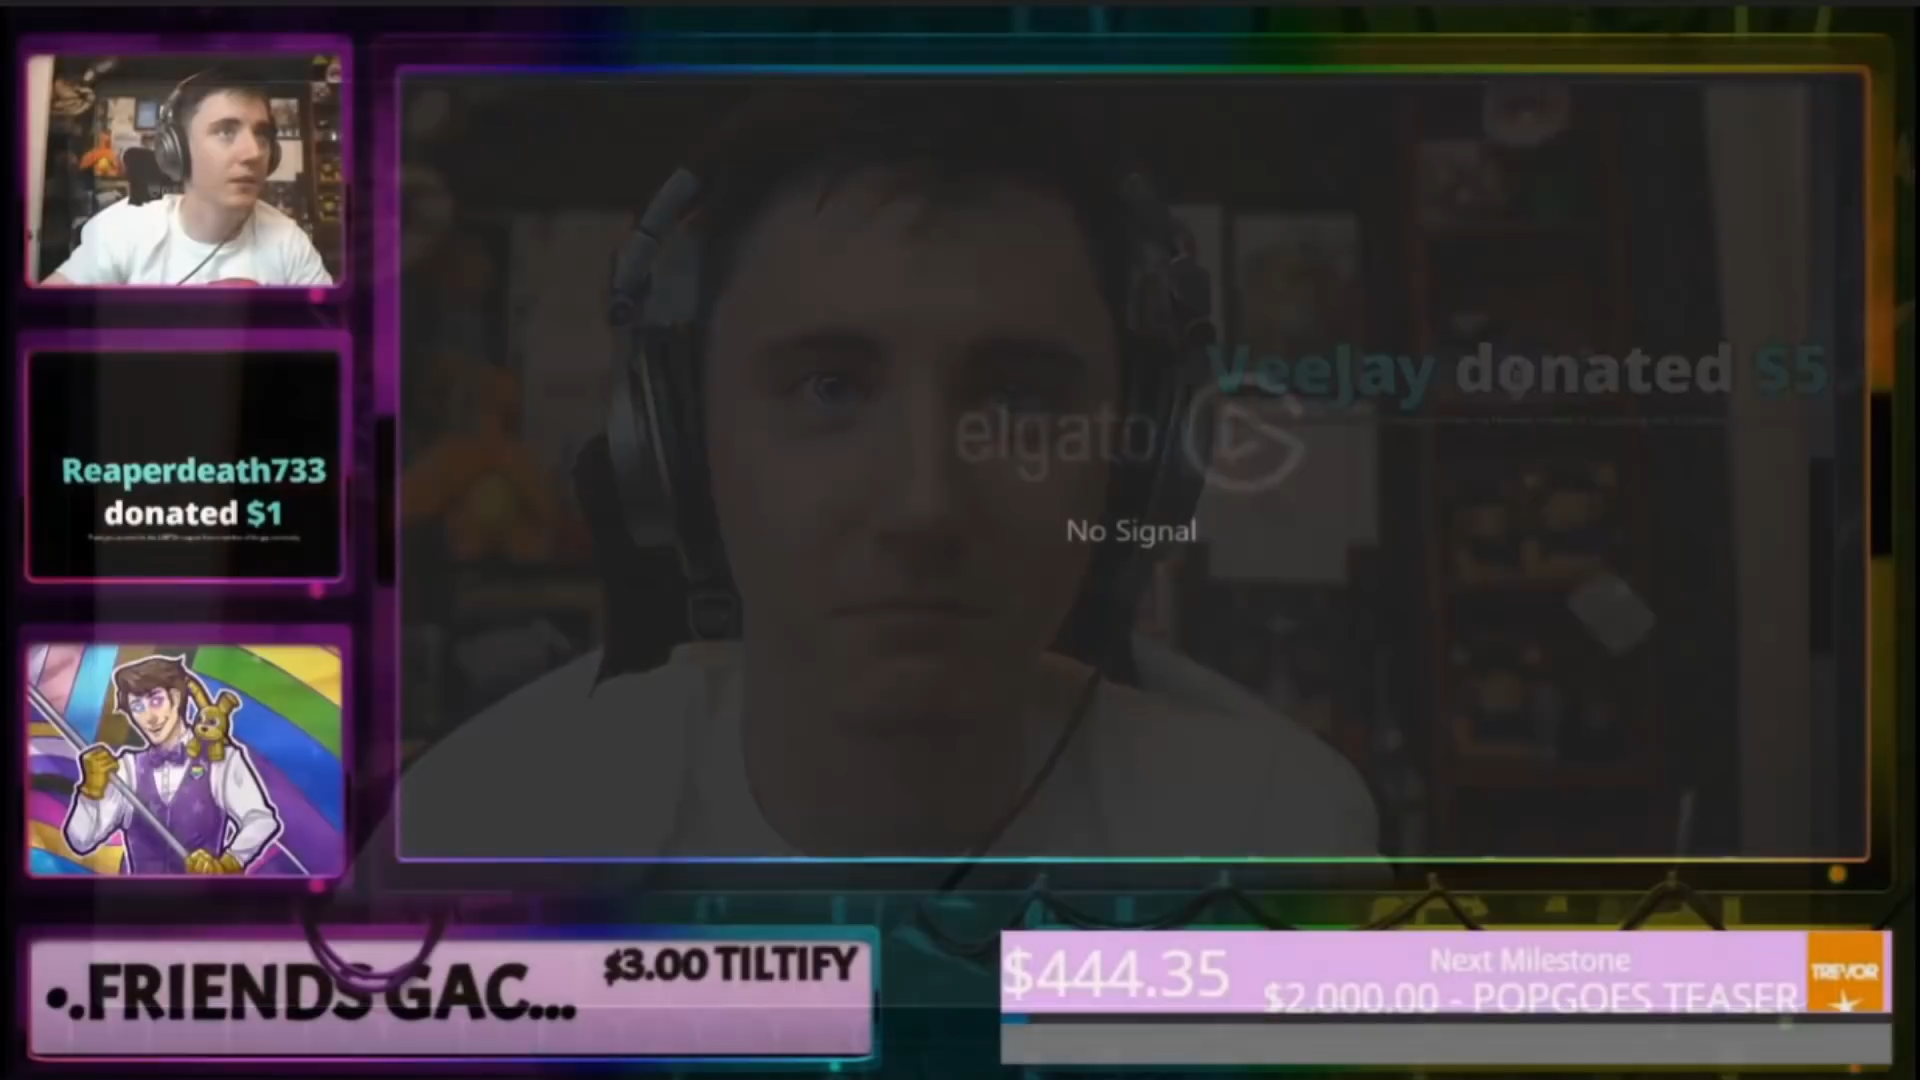 VeeJay donated $5
elgato
No Signal
Reaperdeath733
donated $1
•.FRIENDS GAC...
$3.00 TILTIFY
$444.35
Next Milestone
$2,000.00 - POPGOES TEASER
TREVOR